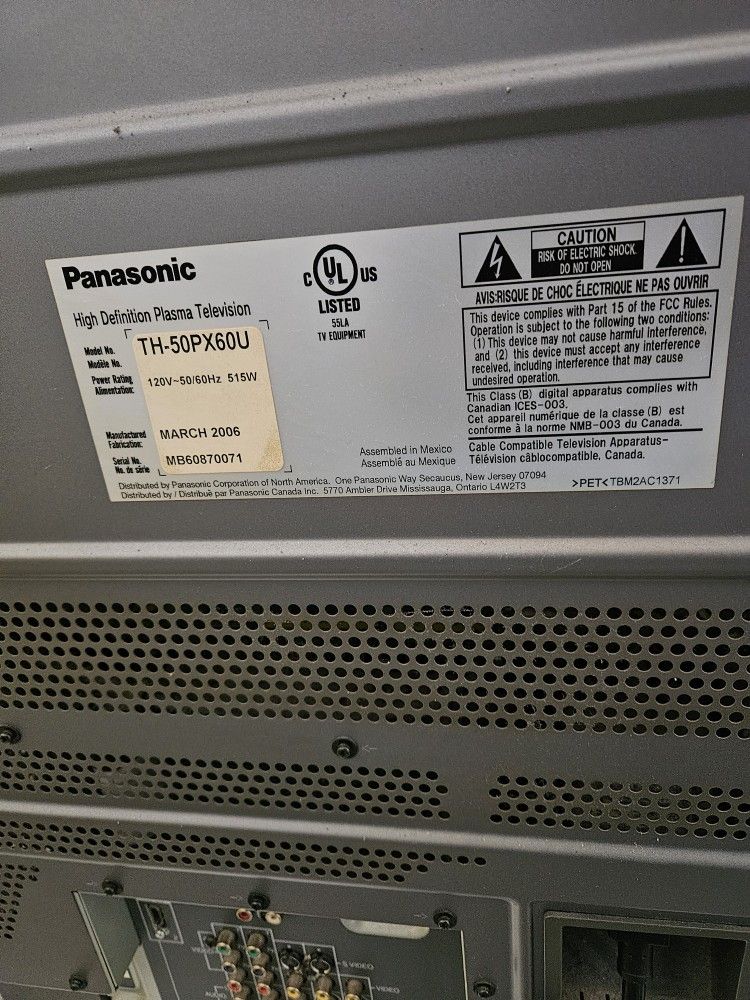 Panasonic
High Definition Plasma Television
Model No. TH-50PX60U
Modèle No.
Power Rating 120V~50/60Hz 515W
Alimentation:
Manufactured MARCH 2006
Fabrication:
Serial No. MB60870071
No. de série
C UL US
LISTED
55LA
TV EQUIPMENT
CAUTION
RISK OF ELECTRIC SHOCK
DO NOT OPEN
AVIS:RISQUE DE CHOC ÉLECTRIQUE NE PAS OUVRIR
This device complies with Part 15 of the FCC Rules.
Operation is subject to the following two conditions:
(1) This device may not cause harmful interference,
and (2) this device must accept any interference
received, including interference that may cause
undesired operation.
This Class (B) digital apparatus complies with
Canadian ICES-003.
Cet appareil numérique de la classe (B) est
conforme à la norme NMB-003 du Canada.
Cable Compatible Television Apparatus-
Télévision câblocompatible, Canada.
Assembled in Mexico
Assemblé au Mexique
Distributed by Panasonic Corporation of North America. One Panasonic Way Secaucus, New Jersey 07094
Distributed by / Distribué par Panasonic Canada Inc. 5770 Ambler Drive Mississauga, Ontario L4W2T3
>PET< TBM2AC1371
S VIDEO
VIDEO
AUDIO